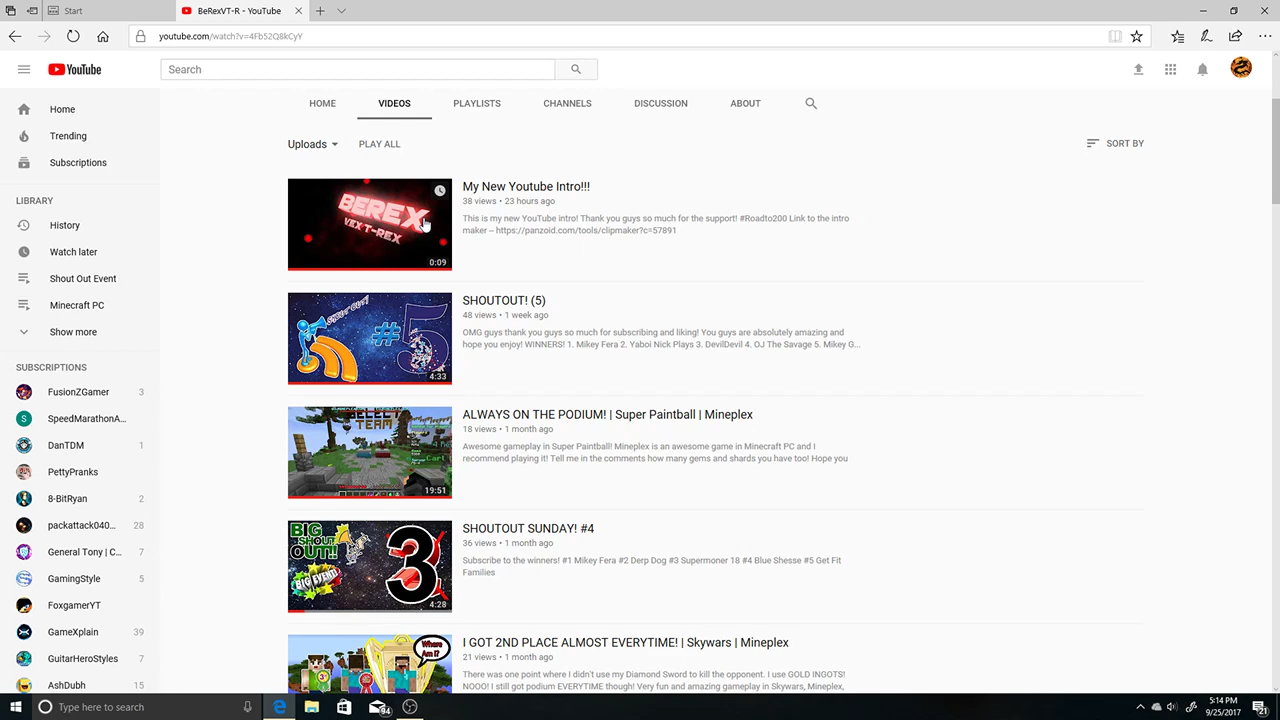 Start
BeRexVT-R - YouTube
youtube.com/watch?v=4Fb52Q8kCyY
YouTube
Search
HOME
VIDEOS
PLAYLISTS
CHANNELS
DISCUSSION
ABOUT
Uploads
PLAY ALL
SORT BY
Home
Trending
Subscriptions
LIBRARY
History
Watch later
Shout Out Event
Minecraft PC
Show more
SUBSCRIPTIONS
FusionZGamer 3
SpeedMarathonA...
DanTDM 1
PettyPranks
8-BitRyan 2
packattack040... 28
General Tony | C... 7
GamingStyle 5
FoxgamerYT
GameXplain 39
GuitarHeroStyles 7
AshDubh 15
BEREX
VEX T-REX
0:09
My New Youtube Intro!!!
38 views • 23 hours ago
This is my new YouTube intro! Thank you guys so much for the support! #Roadto200 Link to the intro
maker -- https://panzoid.com/tools/clipmaker?c=57891
#5
4:33
SHOUTOUT! (5)
48 views • 1 week ago
OMG guys thank you guys so much for subscribing and liking! You guys are absolutely amazing and
hope you enjoy! WINNERS! 1. Mikey Fera 2. Yaboi Nick Plays 3. DevilDevil 4. OJ The Savage 5. Mikey G...
SELECT
TEAM
Cart
19:51
ALWAYS ON THE PODIUM! | Super Paintball | Mineplex
18 views • 1 month ago
Awesome gameplay in Super Paintball! Mineplex is an awesome game in Minecraft PC and I
recommend playing it! Tell me in the comments how many gems and shards you have too! Hope you
BIG
SHOUT
OUT!!
BIG EVENT!
3
4:28
SHOUTOUT SUNDAY! #4
36 views • 1 month ago
Subscribe to the winners! #1 Mikey Fera #2 Derp Dog #3 Supermoner 18 #4 Blue Shesse #5 Get Fit
Families
Where
Am I?
I GOT 2ND PLACE ALMOST EVERYTIME! | Skywars | Mineplex
21 views • 1 month ago
There was one point where I didn't use my Diamond Sword to kill the opponent. I use GOLD INGOTS!
NOOO! I still got podium EVERYTIME though! Very fun and amazing gameplay in Skywars, Mineplex,
Type here to search
94
5:14 PM
9/25/2017
21